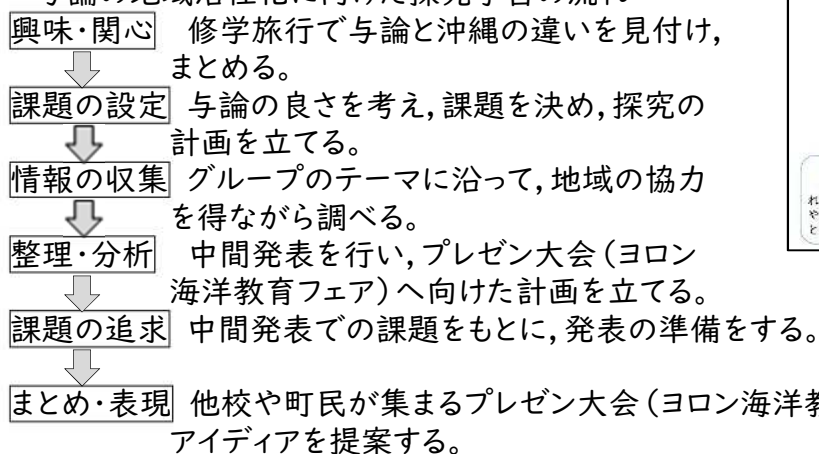 興味・関心 修学旅行で与論と沖縄の違いを見付け,
まとめる。
課題の設定 与論の良さを考え,課題を決め,探究の
計画を立てる。
情報の収集 グループのテーマに沿って,地域の協力
を得ながら調べる。
整理・分析 中間発表を行い,プレゼン大会(ヨロン
海洋教育フェア)へ向けた計画を立てる。
課題の追求 中間発表での課題をもとに,発表の準備をする。
まとめ・表現 他校や町民が集まるプレゼン大会(ヨロン海洋教
アイディアを提案する。
れ
や
と